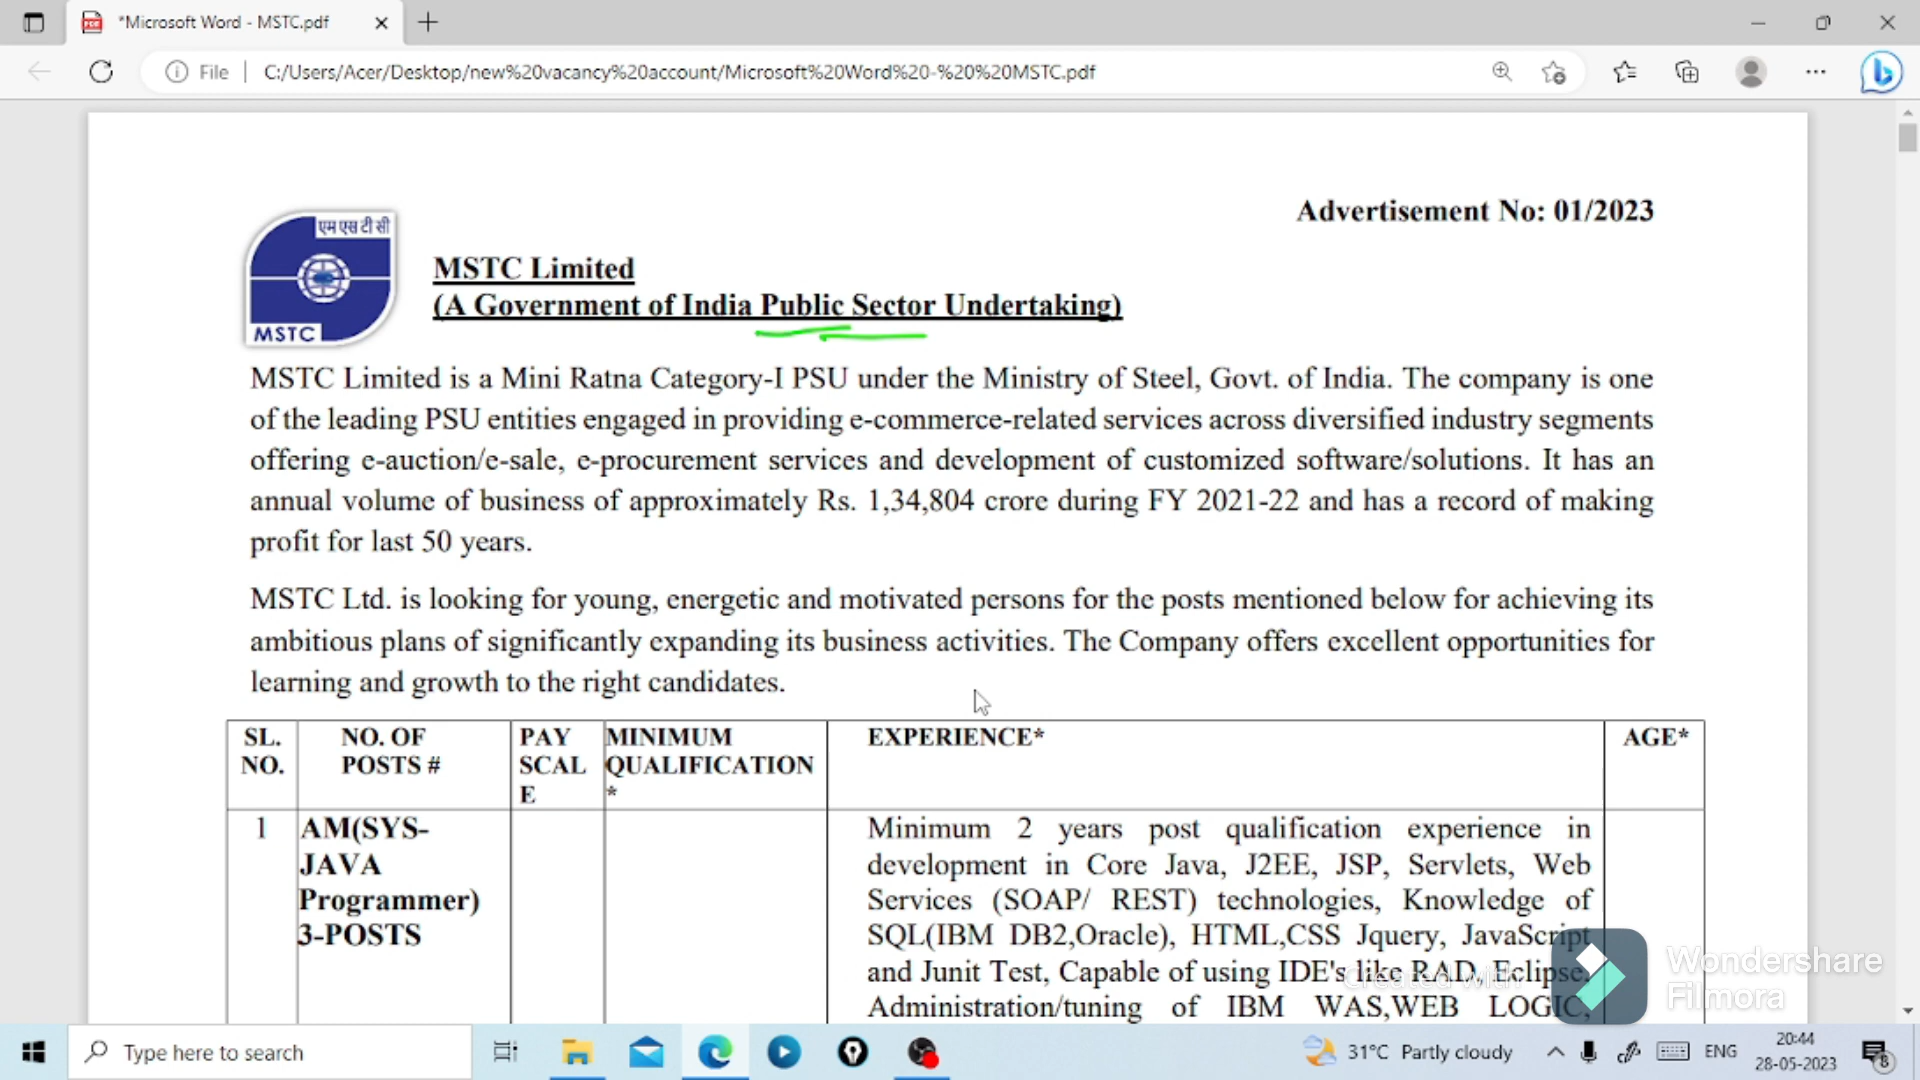 *Microsoft Word - MSTC.pdf
File | C:/Users/Acer/Desktop/new%20vacancy%20account/Microsoft%20Word%20-%20%20MSTC.pdf
Advertisement No: 01/2023
एम एस टी सी
MSTC
MSTC Limited
(A Government of India Public Sector Undertaking)
MSTC Limited is a Mini Ratna Category-I PSU under the Ministry of Steel, Govt. of India. The company is one
of the leading PSU entities engaged in providing e-commerce-related services across diversified industry segments
offering e-auction/e-sale, e-procurement services and development of customized software/solutions. It has an
annual volume of business of approximately Rs. 1,34,804 crore during FY 2021-22 and has a record of making
profit for last 50 years.
MSTC Ltd. is looking for young, energetic and motivated persons for the posts mentioned below for achieving its
ambitious plans of significantly expanding its business activities. The Company offers excellent opportunities for
learning and growth to the right candidates.
SL. NO.
NO. OF POSTS #
PAY SCAL E
MINIMUM QUALIFICATION *
EXPERIENCE*
AGE*
1
AM(SYS-
JAVA
Programmer)
3-POSTS
Minimum 2 years post qualification experience in
development in Core Java, J2EE, JSP, Servlets, Web
Services (SOAP/ REST) technologies, Knowledge of
SQL(IBM DB2,Oracle), HTML,CSS Jquery, JavaScript
and Junit Test, Capable of using IDE's like RAD, Eclipse,
Administration/tuning of IBM WAS,WEB LOGIC,
Created with
Wondershare
Filmora
Type here to search
31°C Partly cloudy
ENG
20:44
28-05-2023
8